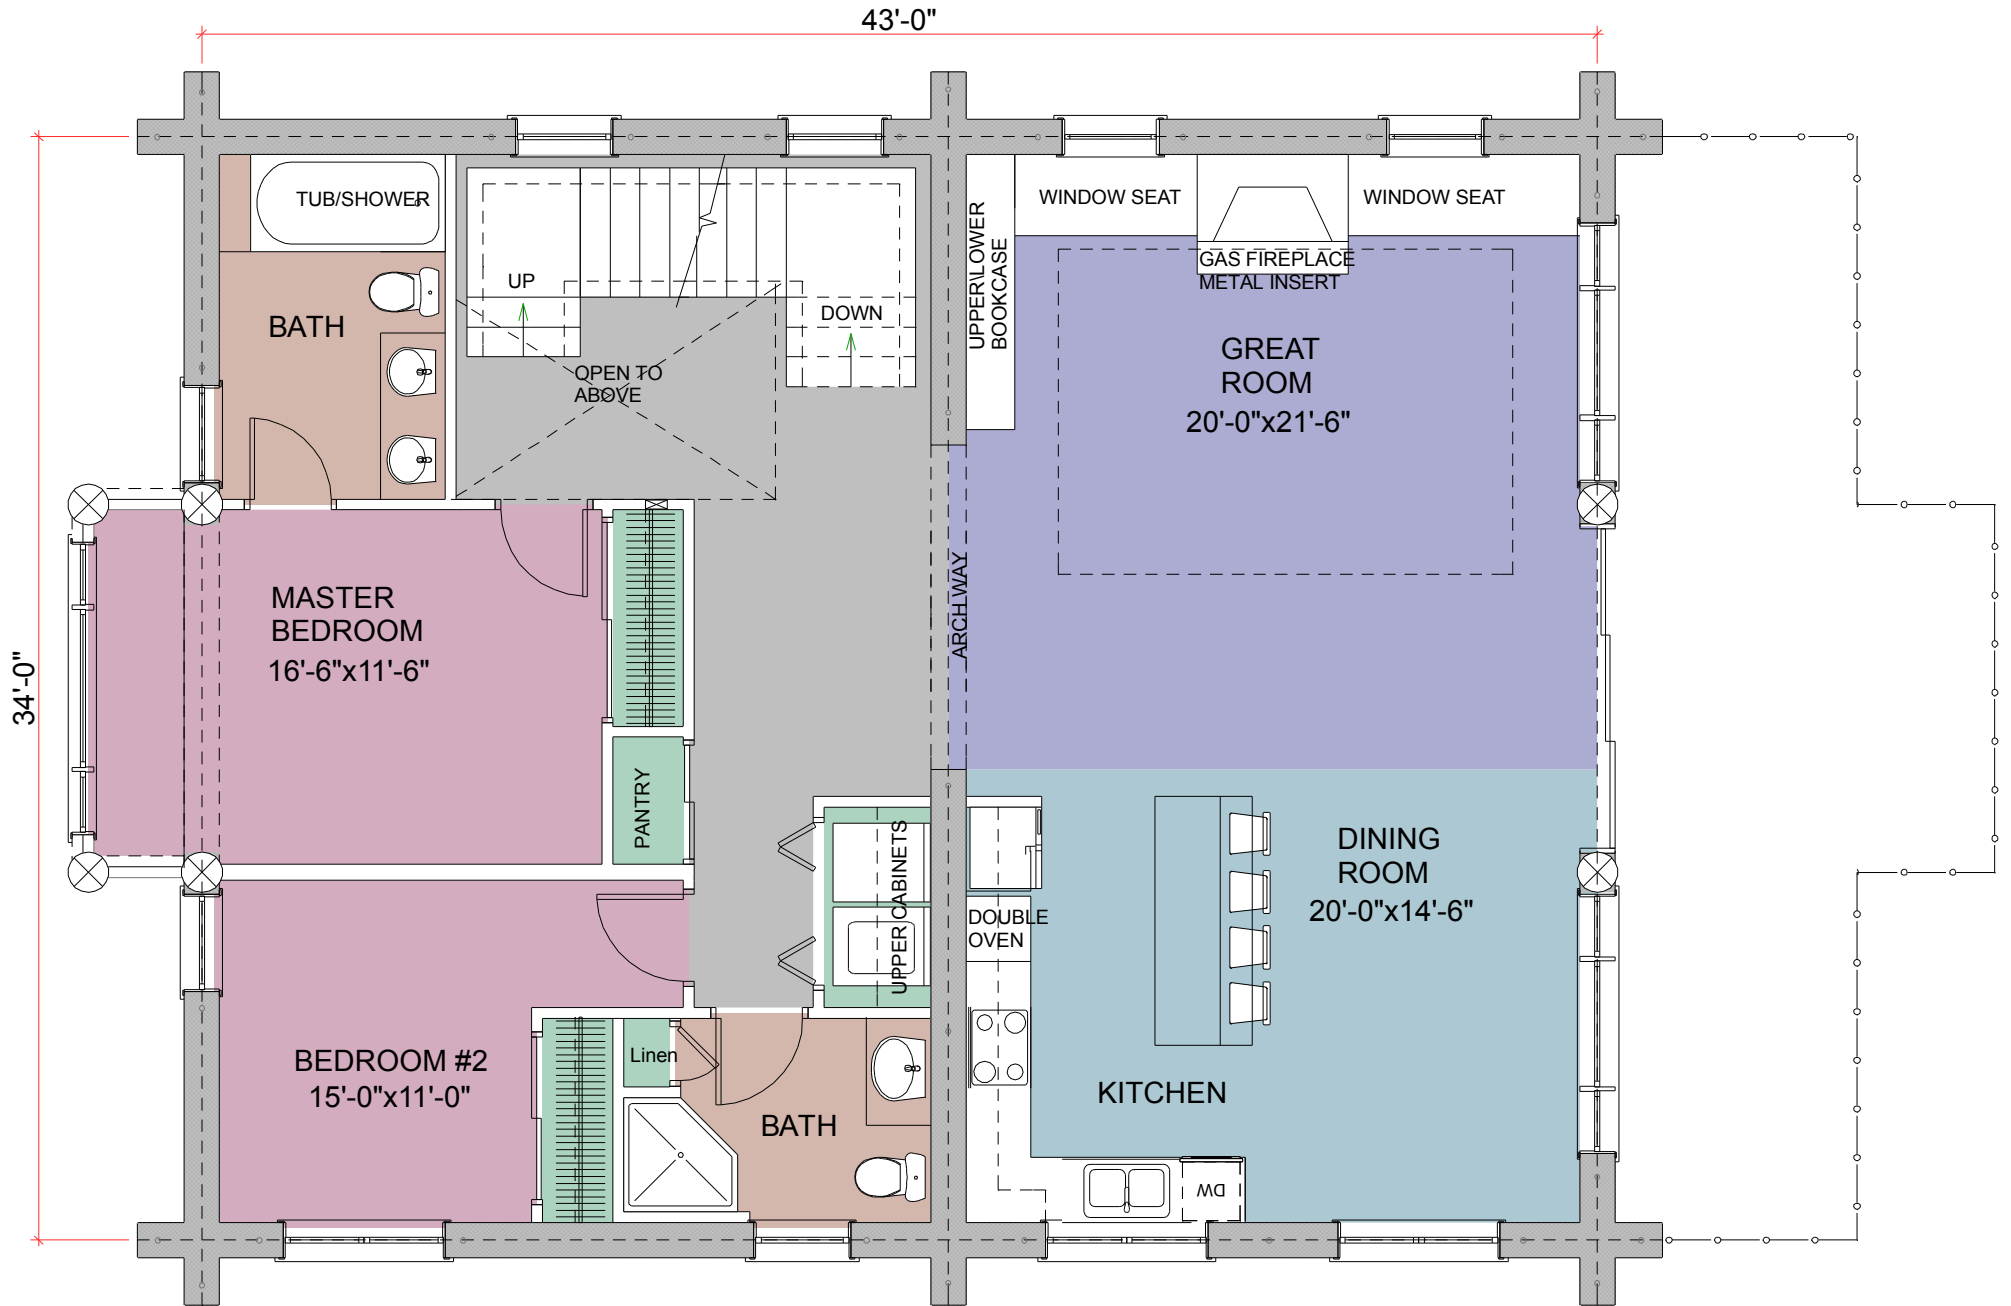 43'-0"
34'-0"
TUB/SHOWER
BATH
UP
DOWN
OPEN TO
ABOVE
UPPER\LOWER
BOOKCASE
WINDOW SEAT
WINDOW SEAT
GAS FIREPLACE
METAL INSERT
GREAT
ROOM
20'-0"x21'-6"
ARCH WAY
MASTER
BEDROOM
16'-6"x11'-6"
PANTRY
UPPER CABINETS
DINING
ROOM
20'-0"x14'-6"
DOUBLE
OVEN
KITCHEN
DW
BEDROOM #2
15'-0"x11'-0"
Linen
BATH